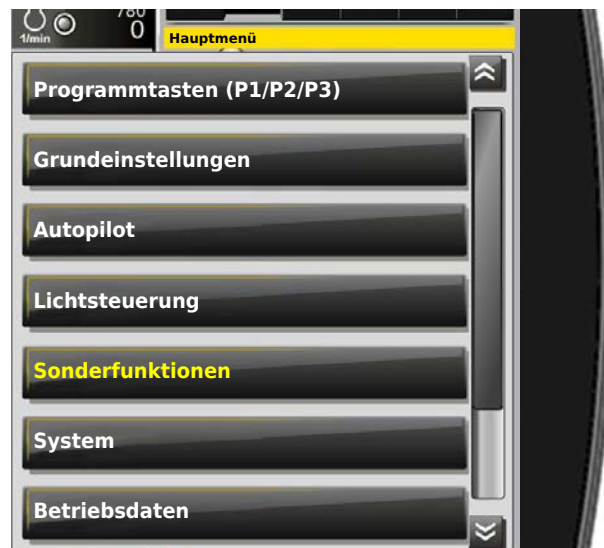 780
1/min 0
Hauptmenü
Programmtasten (P1/P2/P3)
Grundeinstellungen
Autopilot
Lichtsteuerung
Sonderfunktionen
System
Betriebsdaten